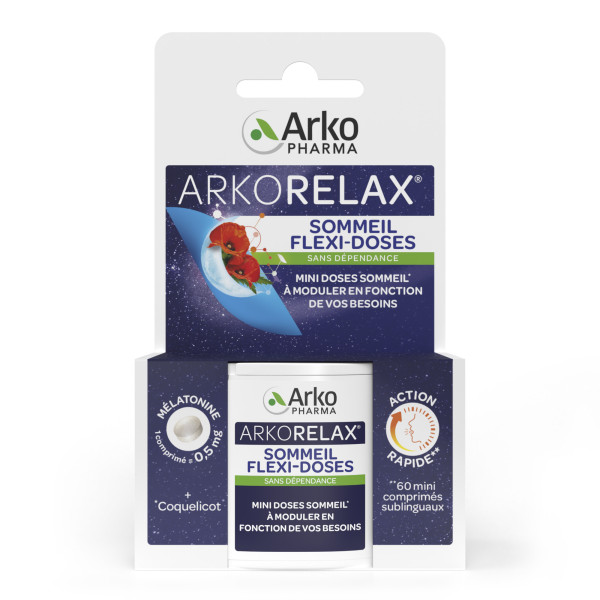 Arko
PHARMA
ARKORELAX®
SOMMEIL
FLEXI-DOSES
SANS DÉPENDANCE
MINI DOSES SOMMEIL*
À MODULER EN FONCTION
DE VOS BESOINS
MÉLATONINE
1 comprimé = 0,5 mg
+
*Coquelicot*
Arko
PHARMA
ARKORELAX®
SOMMEIL
FLEXI-DOSES
SANS DÉPENDANCE
MINI DOSES SOMMEIL*
À MODULER EN
FONCTION DE VOS BESOINS
ACTION
RAPIDE**
**60 mini
comprimés
sublinguaux